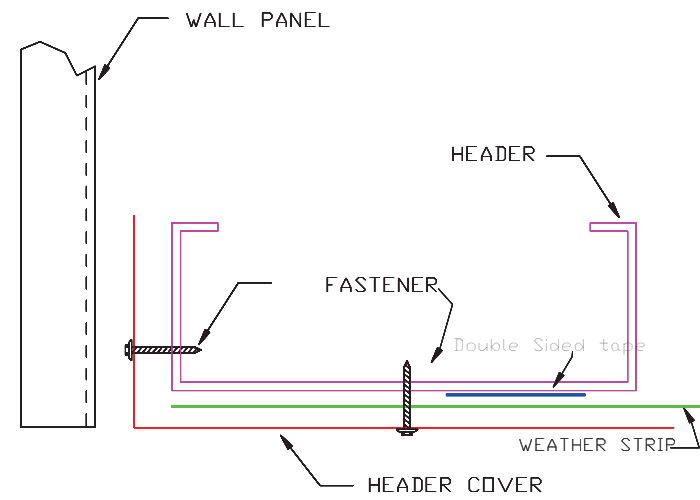 WALL PANEL
HEADER
FASTENER
Double Sided tape
WEATHER STRIP
HEADER COVER